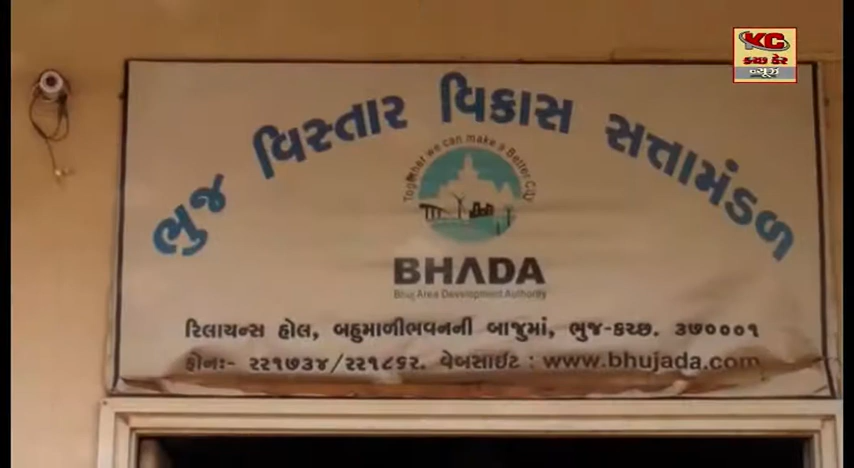 KC
કચ્છ કેર
ન્યૂઝ
ભુજ વિસ્તાર વિકાસ સત્તામંડળ
Together we can make a Better City
BHADA
Bhuj Area Development Authority
રિલાયન્સ હોલ, બહુમાળીભવનની બાજુમાં, ભુજ-કચ્છ. ૩૭૦૦૦૧
ફોનઃ- ૨૨૧૭૩૪/૨૨૧૮૬૨. વેબસાઈટ : www.bhujada.com